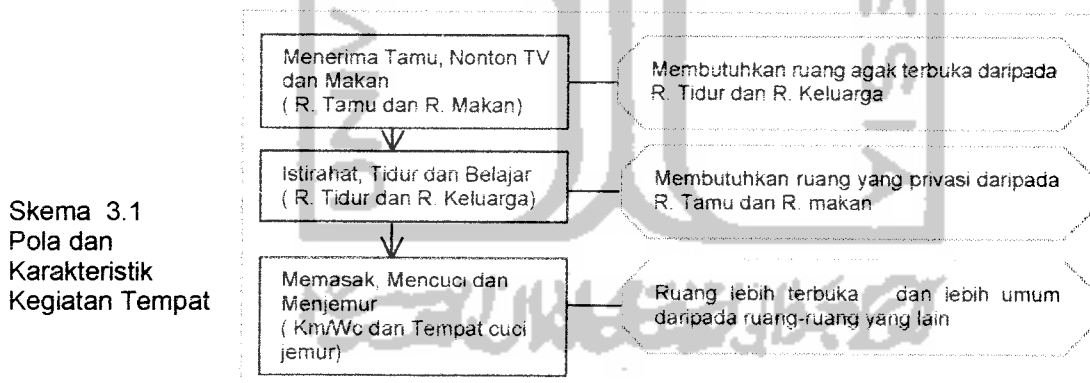 Menerima Tamu, Nonton TV
dan Makan
( R. Tamu dan R. Makan)
Membutuhkan ruang agak terbuka daripada
R. Tidur dan R. Keluarga
Istirahat, Tidur dan Belajar
( R. Tidur dan R. Keluarga)
Membutuhkan ruang yang privasi daripada
R. Tamu dan R. makan
Skema 3.1
Pola dan
Karakteristik
Kegiatan Tempat
Memasak, Mencuci dan
Menjemur
( Km/Wc dan Tempat cuci
jemur)
Ruang lebih terbuka dan lebih umum
daripada ruang-ruang yang lain